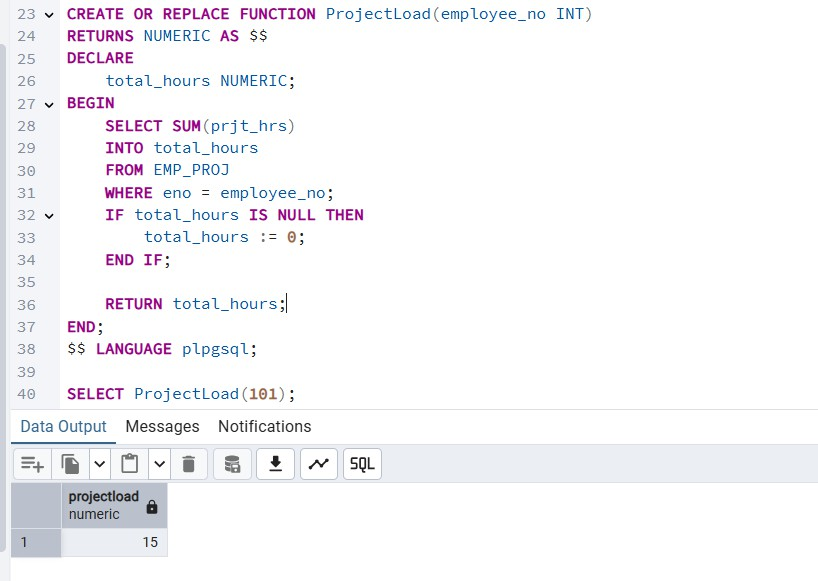 23 CREATE OR REPLACE FUNCTION ProjectLoad(employee_no INT)
24 RETURNS NUMERIC AS $$
25 DECLARE
26     total_hours NUMERIC;
27 BEGIN
28     SELECT SUM(prjt_hrs)
29     INTO total_hours
30     FROM EMP_PROJ
31     WHERE eno = employee_no;
32     IF total_hours IS NULL THEN
33         total_hours := 0;
34     END IF;
35
36     RETURN total_hours;
37 END;
38 $$ LANGUAGE plpgsql;
39
40 SELECT ProjectLoad(101);
Data Output Messages Notifications
SQL
projectload
numeric
1 15